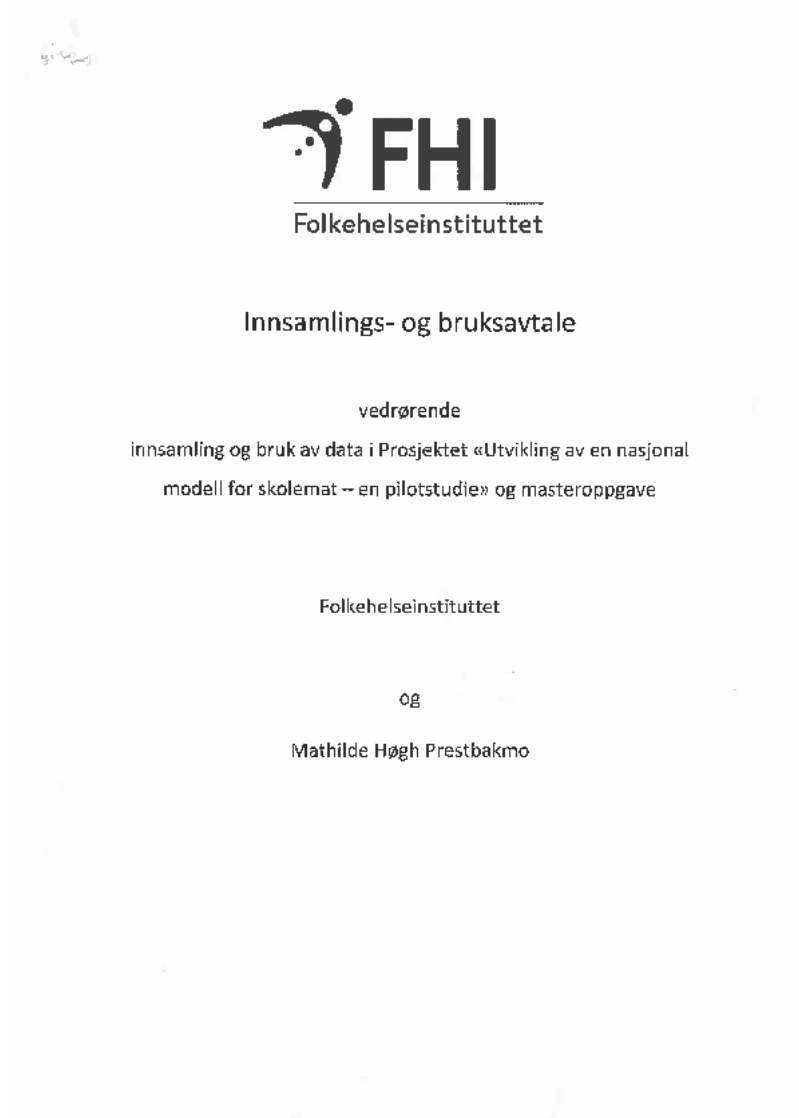 FHI
Folkehelseinstituttet
Innsamlings- og bruksavtale
vedrørende
innsamling og bruk av data i Prosjektet «Utvikling av en nasjonal
modell for skolemat – en pilotstudie» og masteroppgave
Folkehelseinstituttet
og
Mathilde Høgh Prestbakmo